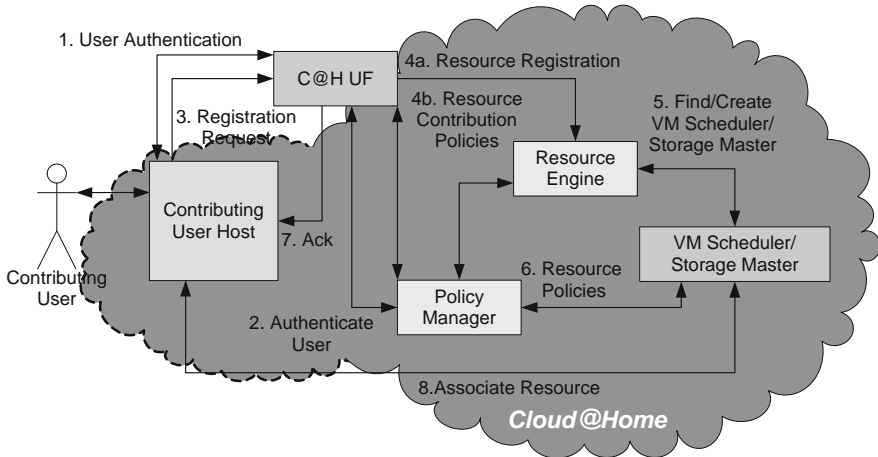 1. User Authentication
C@H UF
4a. Resource Registration
3. Registration
Request
4b. Resource
Contribution
Policies
5. Find/Create
VM Scheduler/
Storage Master
Resource
Engine
Contributing
User Host
7. Ack
Contributing
User
VM Scheduler/
Storage Master
6. Resource
Policies
Policy
Manager
2. Authenticate
User
8.Associate Resource
Cloud@Home